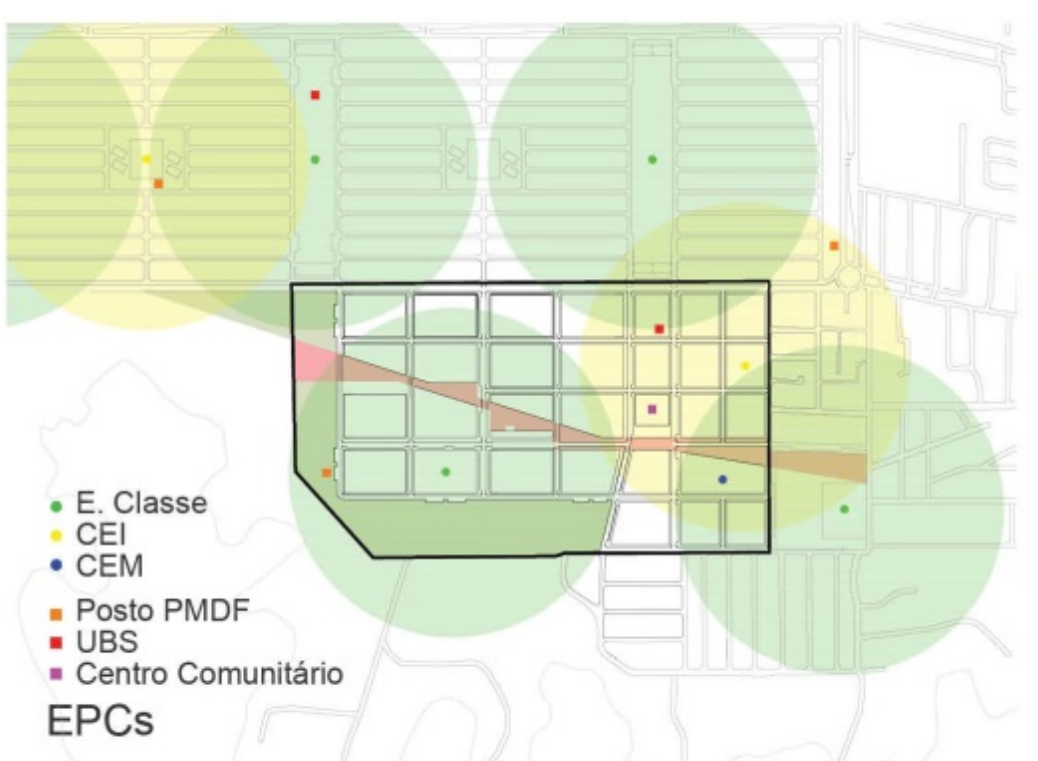 E. Classe
CEI
CEM
Posto PMDF
UBS
Centro Comunitário
EPCs